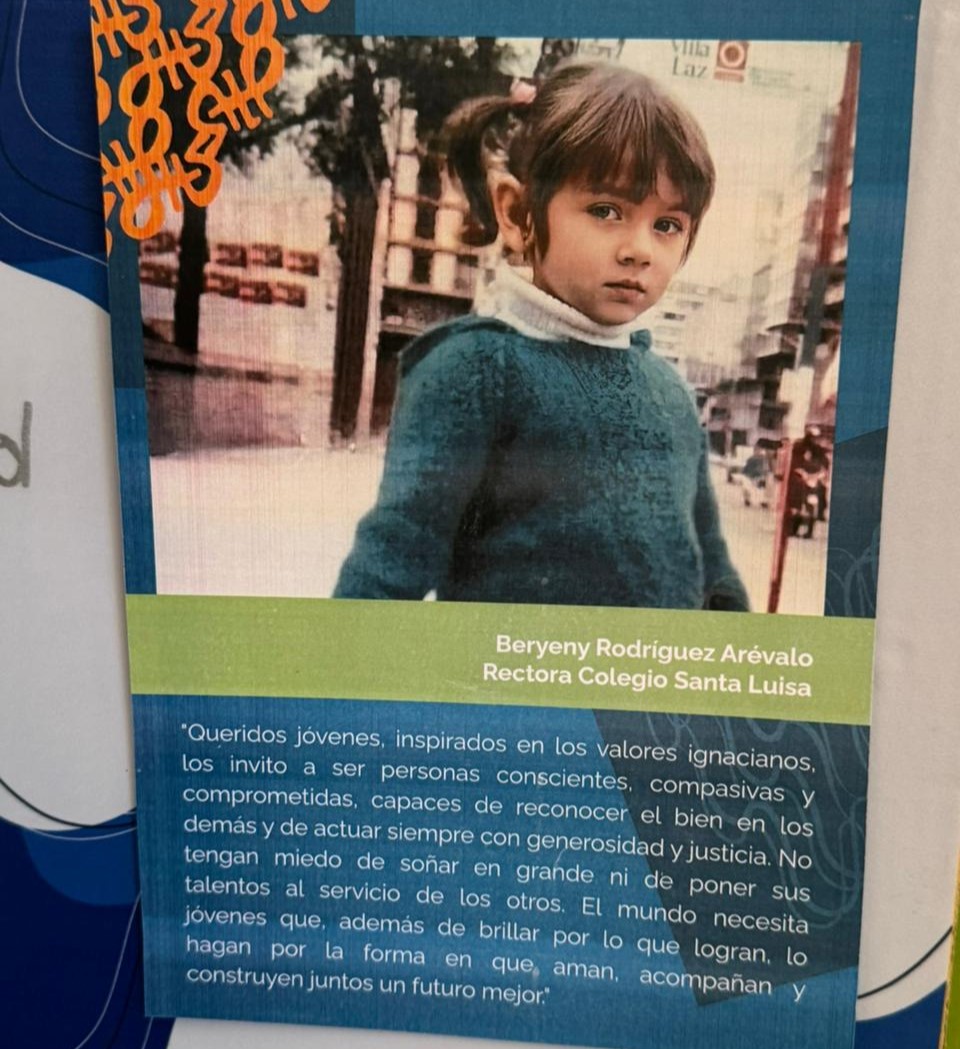 Villa
Laz
Beryeny Rodríguez Arévalo
Rectora Colegio Santa Luisa
"Queridos jóvenes, inspirados en los valores ignacianos,
los invito a ser personas conscientes, compasivas y
comprometidas, capaces de reconocer el bien en los
demás y de actuar siempre con generosidad y justicia. No
tengan miedo de soñar en grande ni de poner sus
talentos al servicio de los otros. El mundo necesita
jóvenes que, además de brillar por lo que logran, lo
hagan por la forma en que aman, acompañan y
construyen juntos un futuro mejor."
d